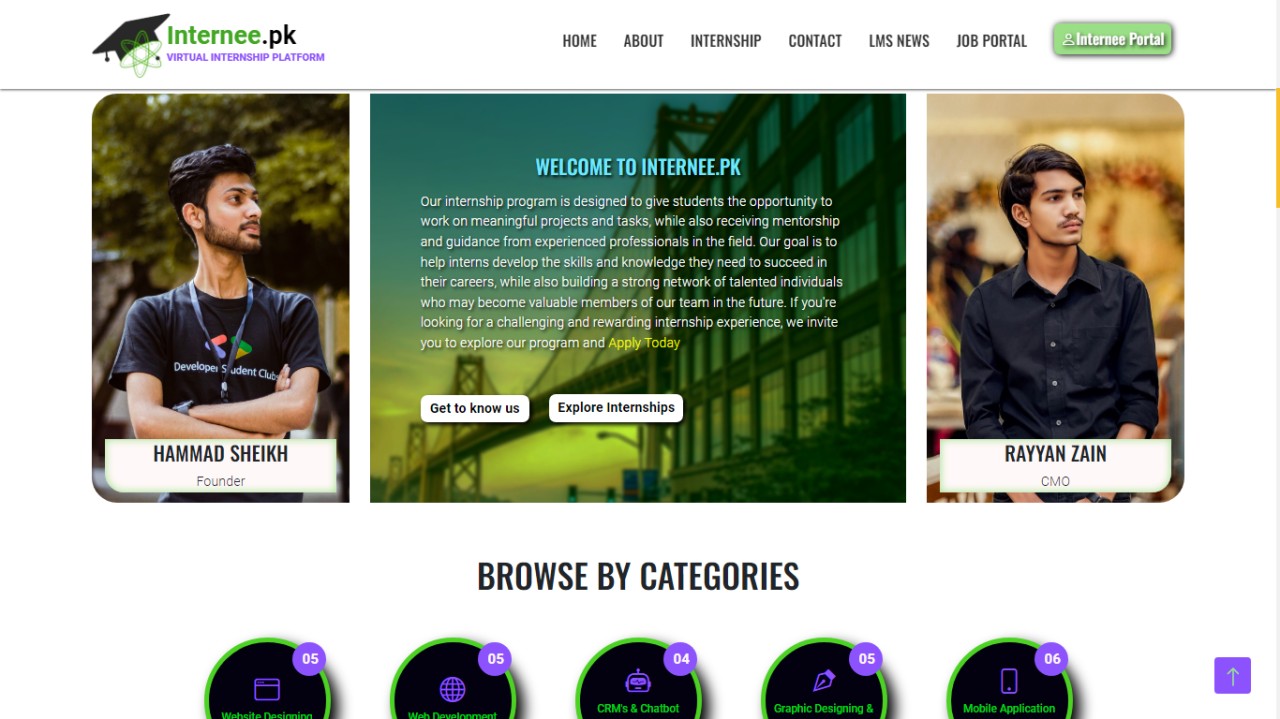 Internee.pk
VIRTUAL INTERNSHIP PLATFORM
HOME ABOUT INTERNSHIP CONTACT LMS NEWS JOB PORTAL Internee Portal
Developer Student Clubs
HAMMAD SHEIKH
Founder
WELCOME TO INTERNEE.PK
Our internship program is designed to give students the opportunity to
work on meaningful projects and tasks, while also receiving mentorship
and guidance from experienced professionals in the field. Our goal is to
help interns develop the skills and knowledge they need to succeed in
their careers, while also building a strong network of talented individuals
who may become valuable members of our team in the future. If you're
looking for a challenging and rewarding internship experience, we invite
you to explore our program and Apply Today
Get to know us Explore Internships
RAYYAN ZAIN
CMO
BROWSE BY CATEGORIES
05 05 04 05 06
Website Designing Web Development CRM's & Chatbot Graphic Designing & Mobile Application